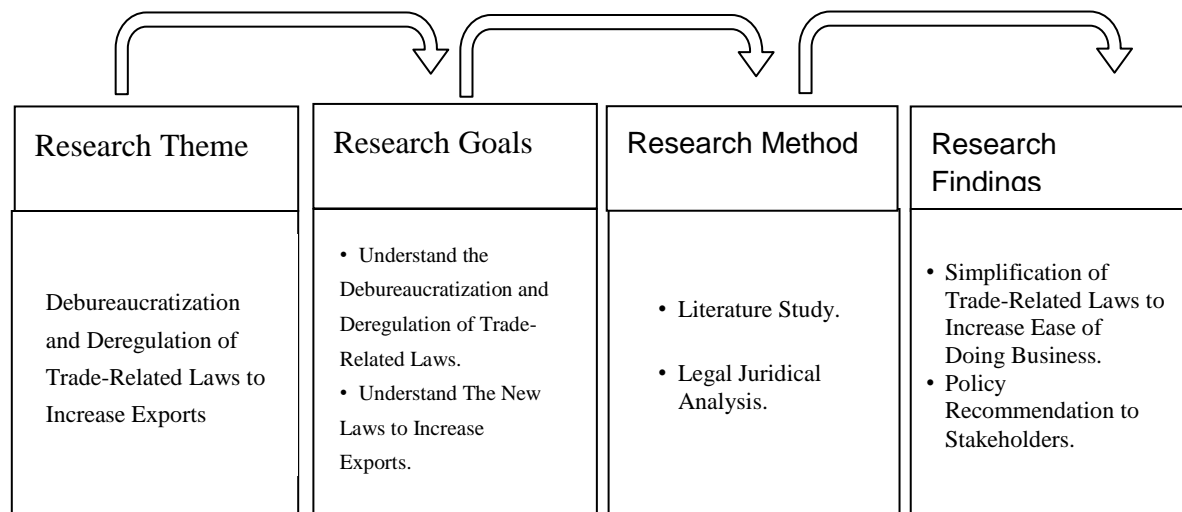 Research Theme
Debureaucratization
and Deregulation of
Trade-Related Laws to
Increase Exports
Research Goals
• Understand the
Debureaucratization and
Deregulation of Trade-
Related Laws.
• Understand The New
Laws to Increase
Exports.
Research Method
• Literature Study.
• Legal Juridical
Analysis.
Research
Findings
• Simplification of
Trade-Related Laws to
Increase Ease of
Doing Business.
• Policy
Recommendation to
Stakeholders.